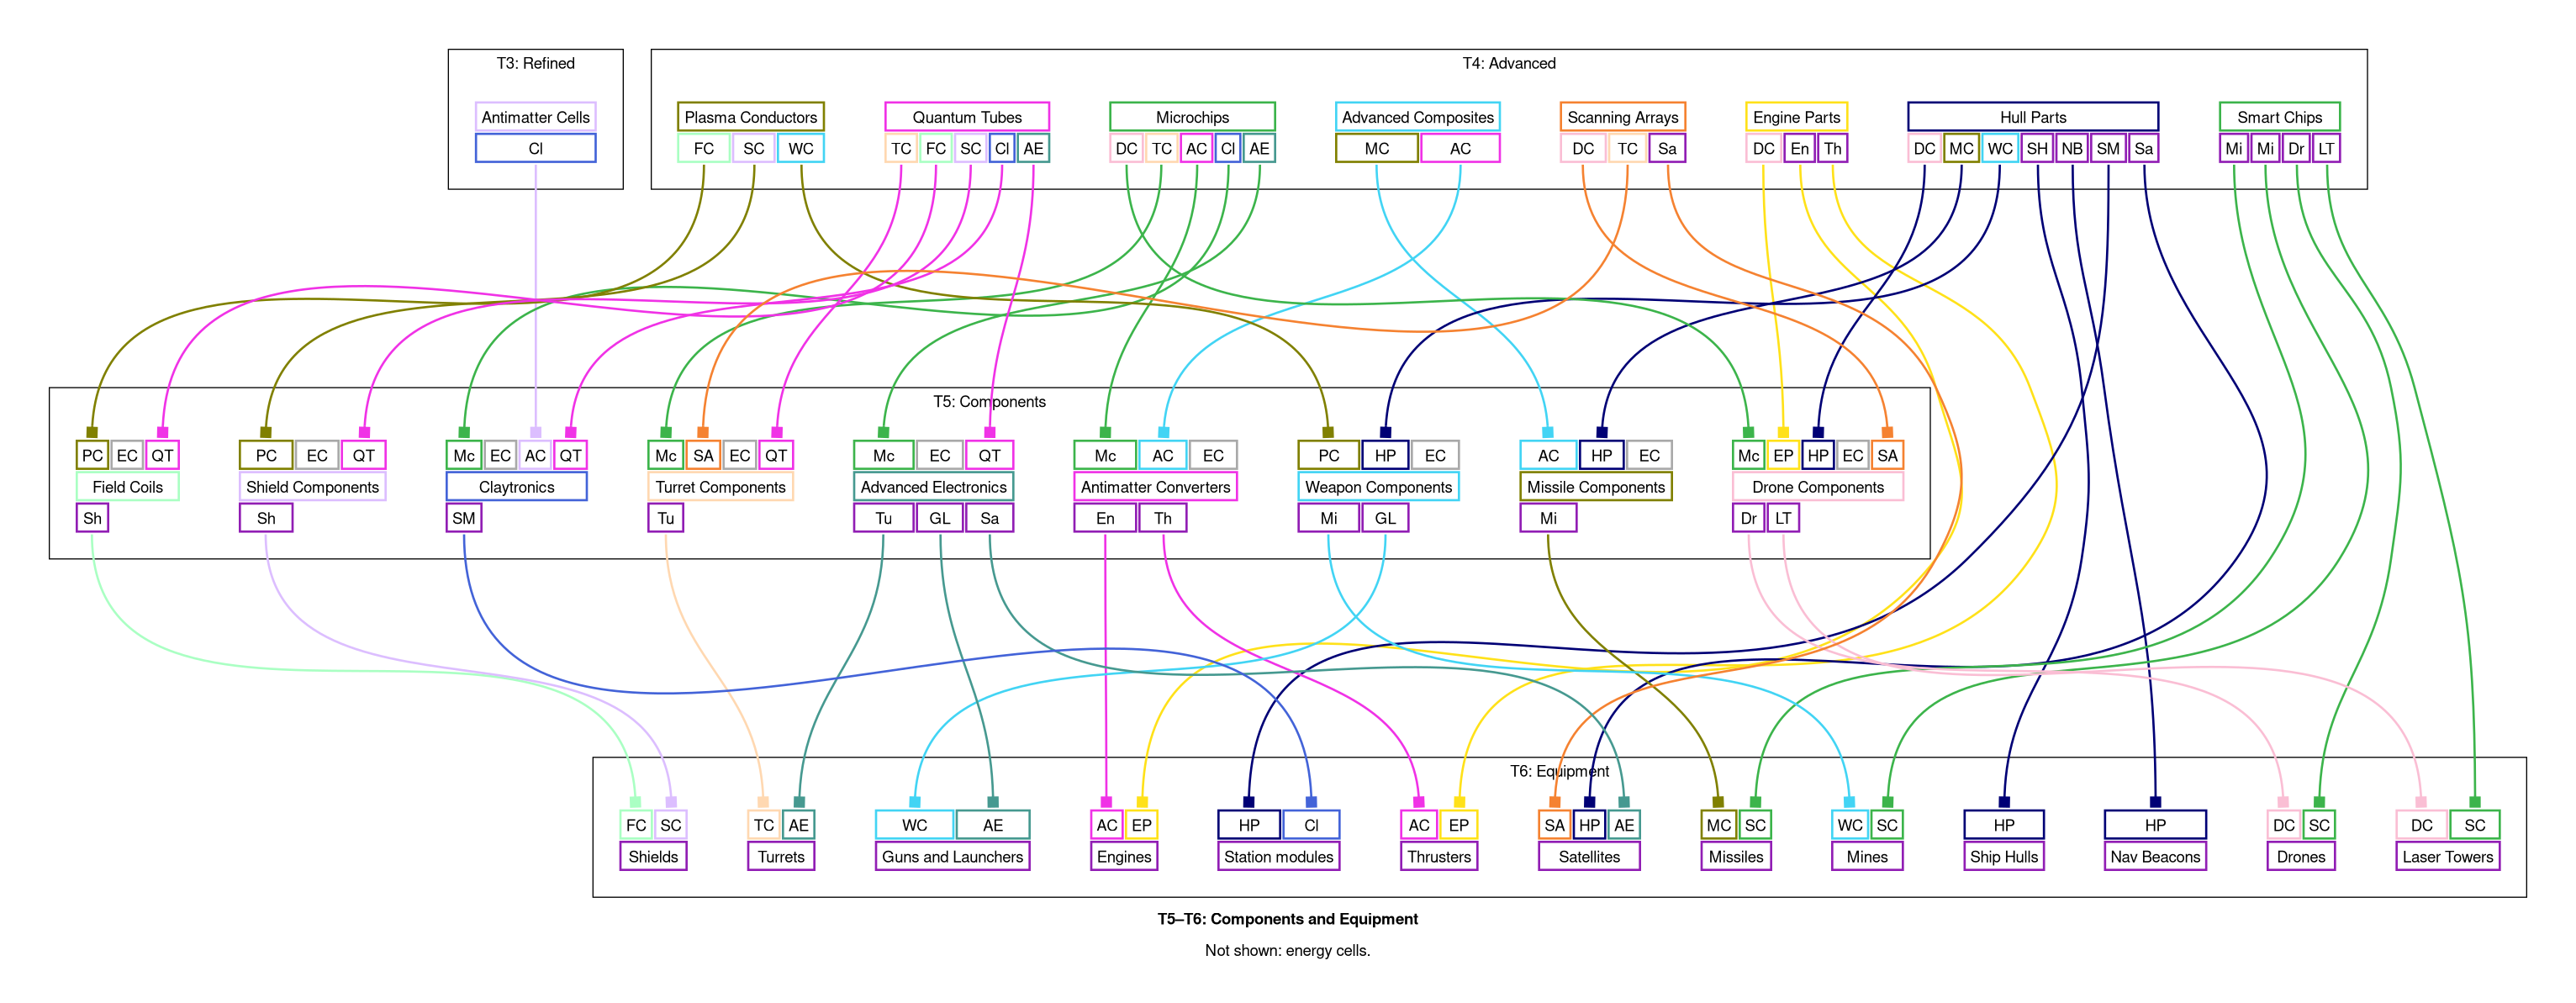 T3: Refined
T4: Advanced
Antimatter Cells
Plasma Conductors
Quantum Tubes
Microchips
Advanced Composites
Scanning Arrays
Engine Parts
Hull Parts
Smart Chips
Cl
FC SC WC
TC FC SC Cl AE
DC TC AC Cl AE
MC AC
DC TC Sa
DC En Th
DC MC WC SH NB SM Sa
Mi Mi Dr LT
T5: Components
PC EC QT
PC EC QT
Mc EC AC QT
Mc SA EC QT
Mc EC QT
Mc AC EC
PC HP EC
AC HP EC
Mc EP HP EC SA
Field Coils
Shield Components
Claytronics
Turret Components
Advanced Electronics
Antimatter Converters
Weapon Components
Missile Components
Drone Components
Sh
Sh
SM
Tu
Tu GL Sa
En Th
Mi GL
Mi
Dr LT
T6: Equipment
FC SC
TC AE
WC AE
AC EP
HP Cl
AC EP
SA HP AE
MC SC
WC SC
HP
HP
DC SC
DC SC
Shields
Turrets
Guns and Launchers
Engines
Station modules
Thrusters
Satellites
Missiles
Mines
Ship Hulls
Nav Beacons
Drones
Laser Towers
T5–T6: Components and Equipment
Not shown: energy cells.